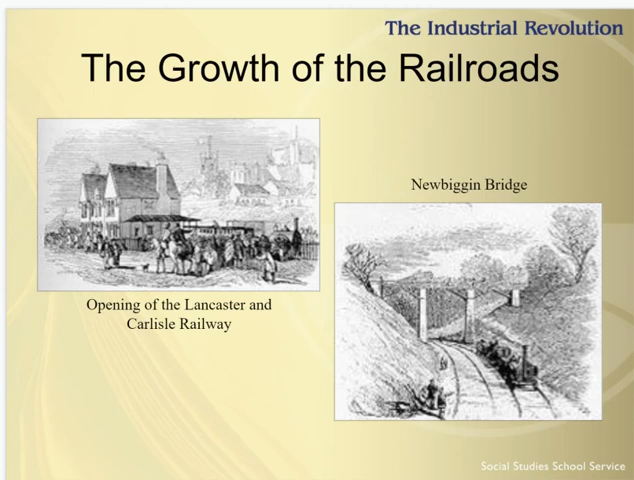 The Industrial Revolution
The Growth of the Railroads
Newbiggin Bridge
Opening of the Lancaster and
Carlisle Railway
Social Studies School Service